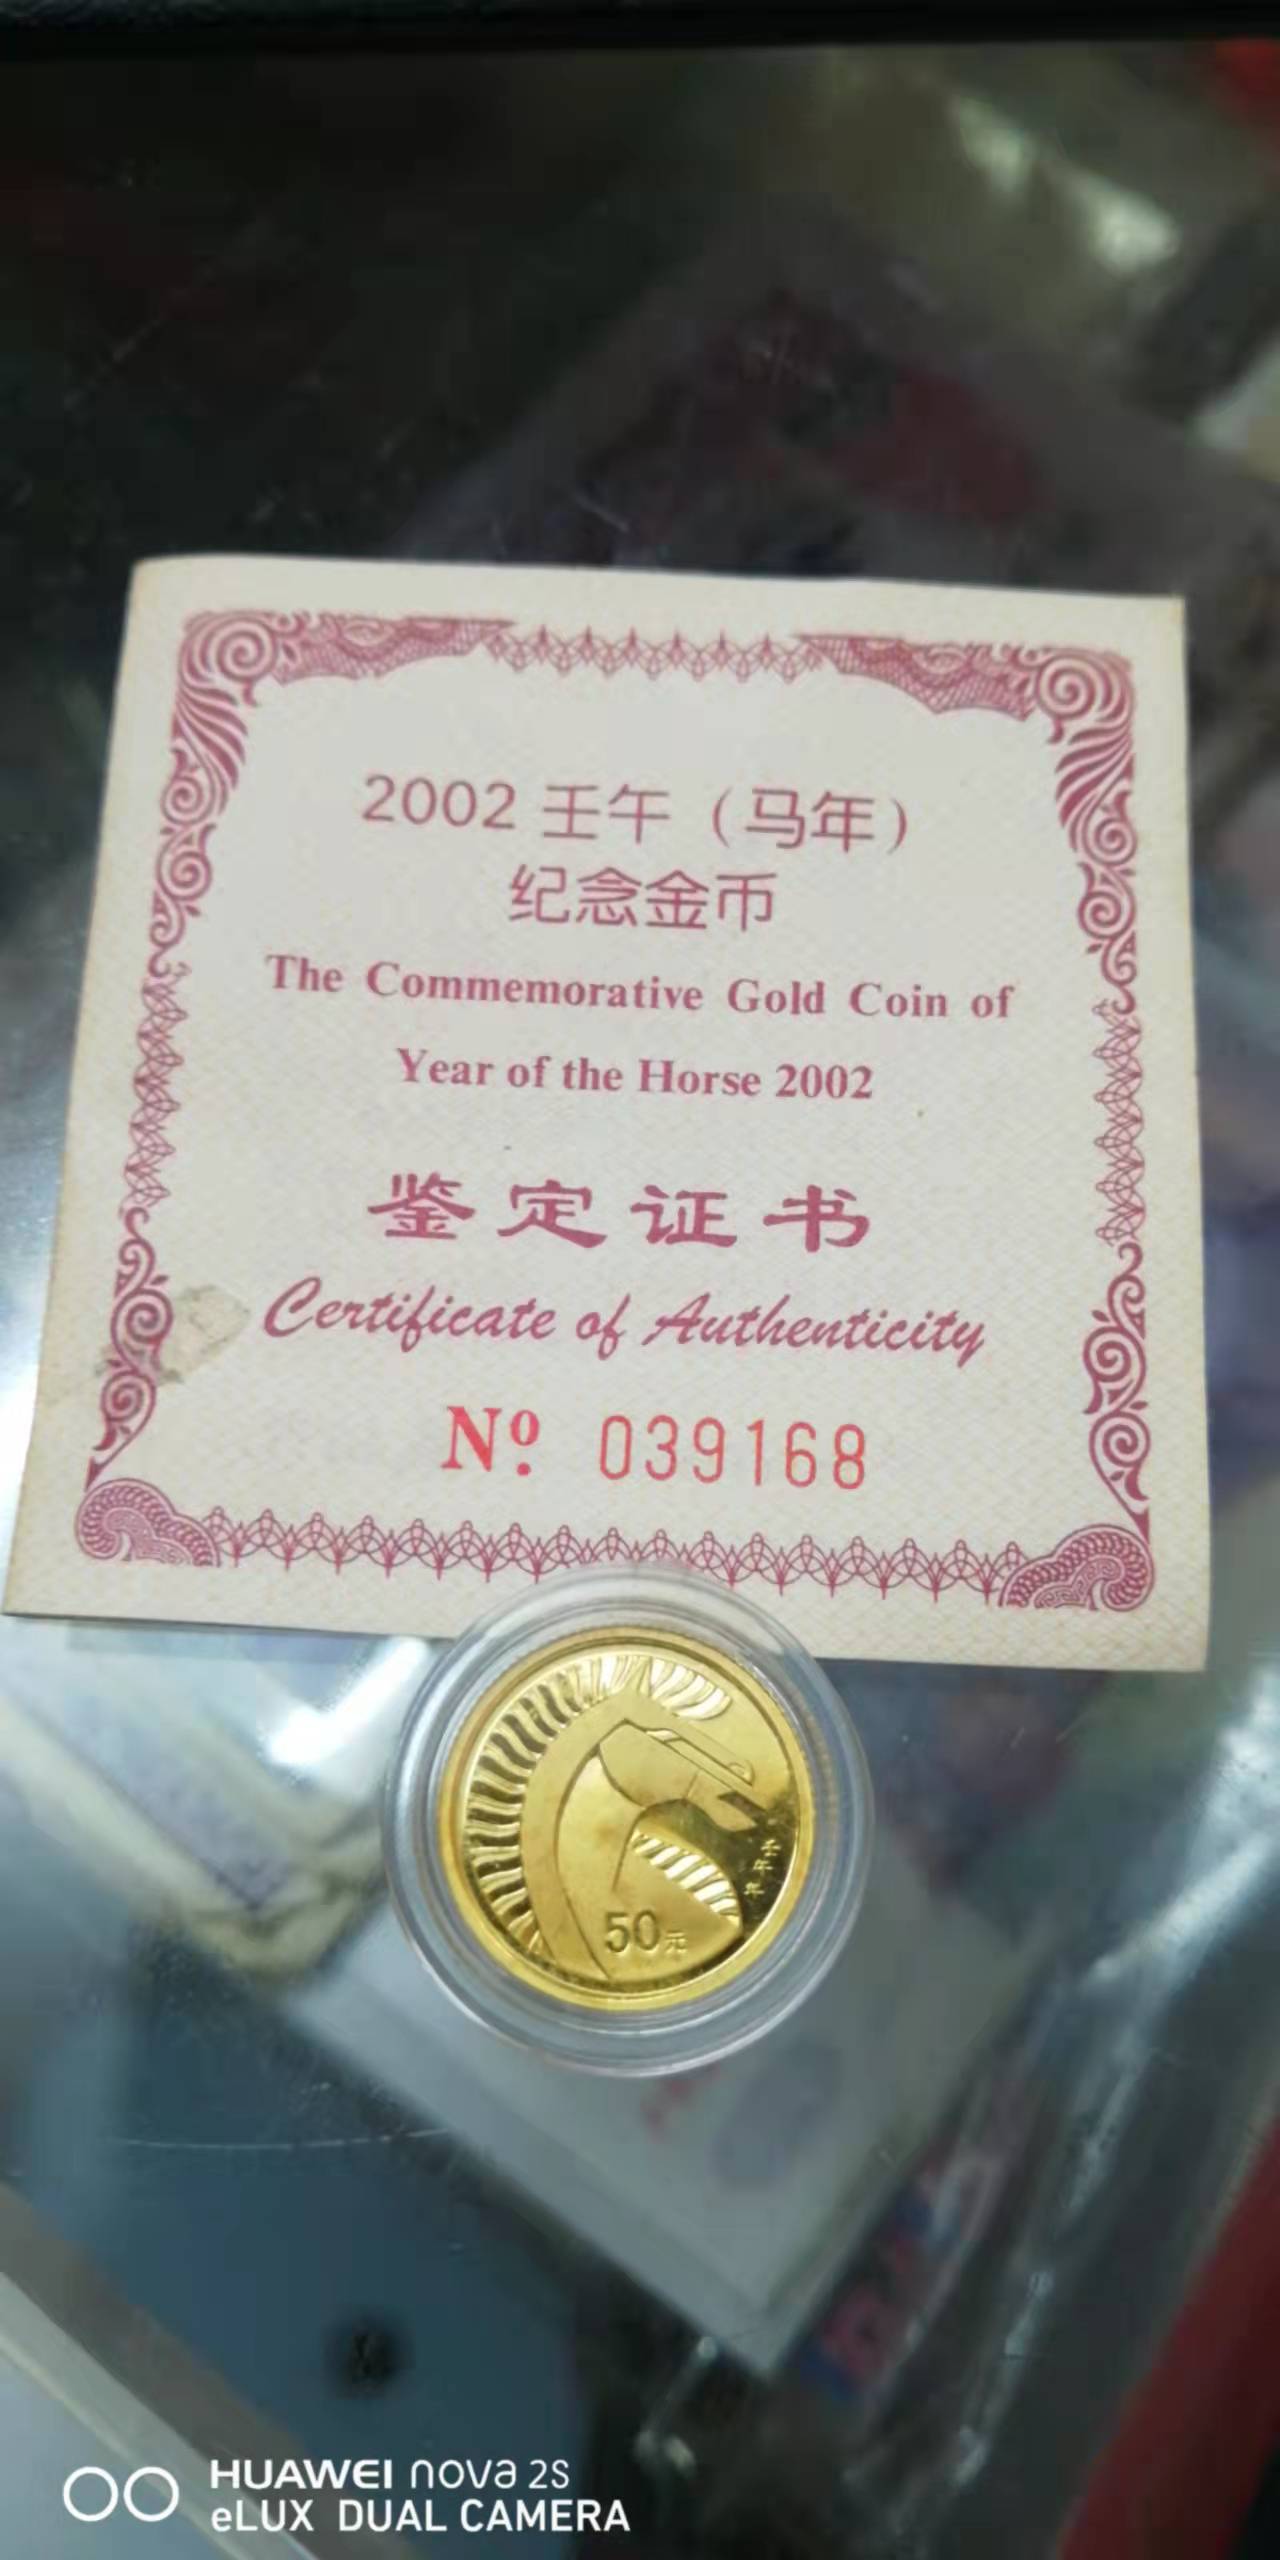 2002 壬午（马年）
纪念金币
The Commemorative Gold Coin of
Year of the Horse 2002
鉴定证书
Certificate of Authenticity
Nº 039168
50元
HUAWEI nova 2s
eLUX DUAL CAMERA